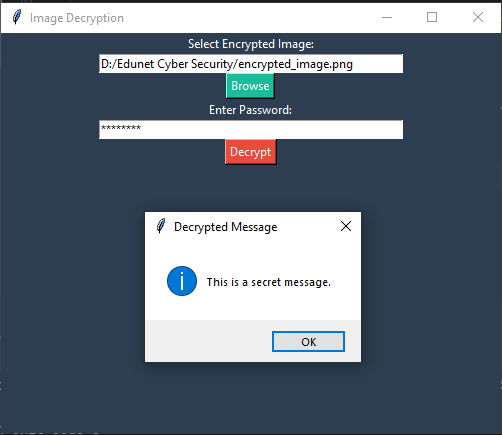 Image Decryption
Select Encrypted Image:
D:/Edunet Cyber Security/encrypted_image.png
Browse
Enter Password:
********
Decrypt
Decrypted Message
This is a secret message.
OK